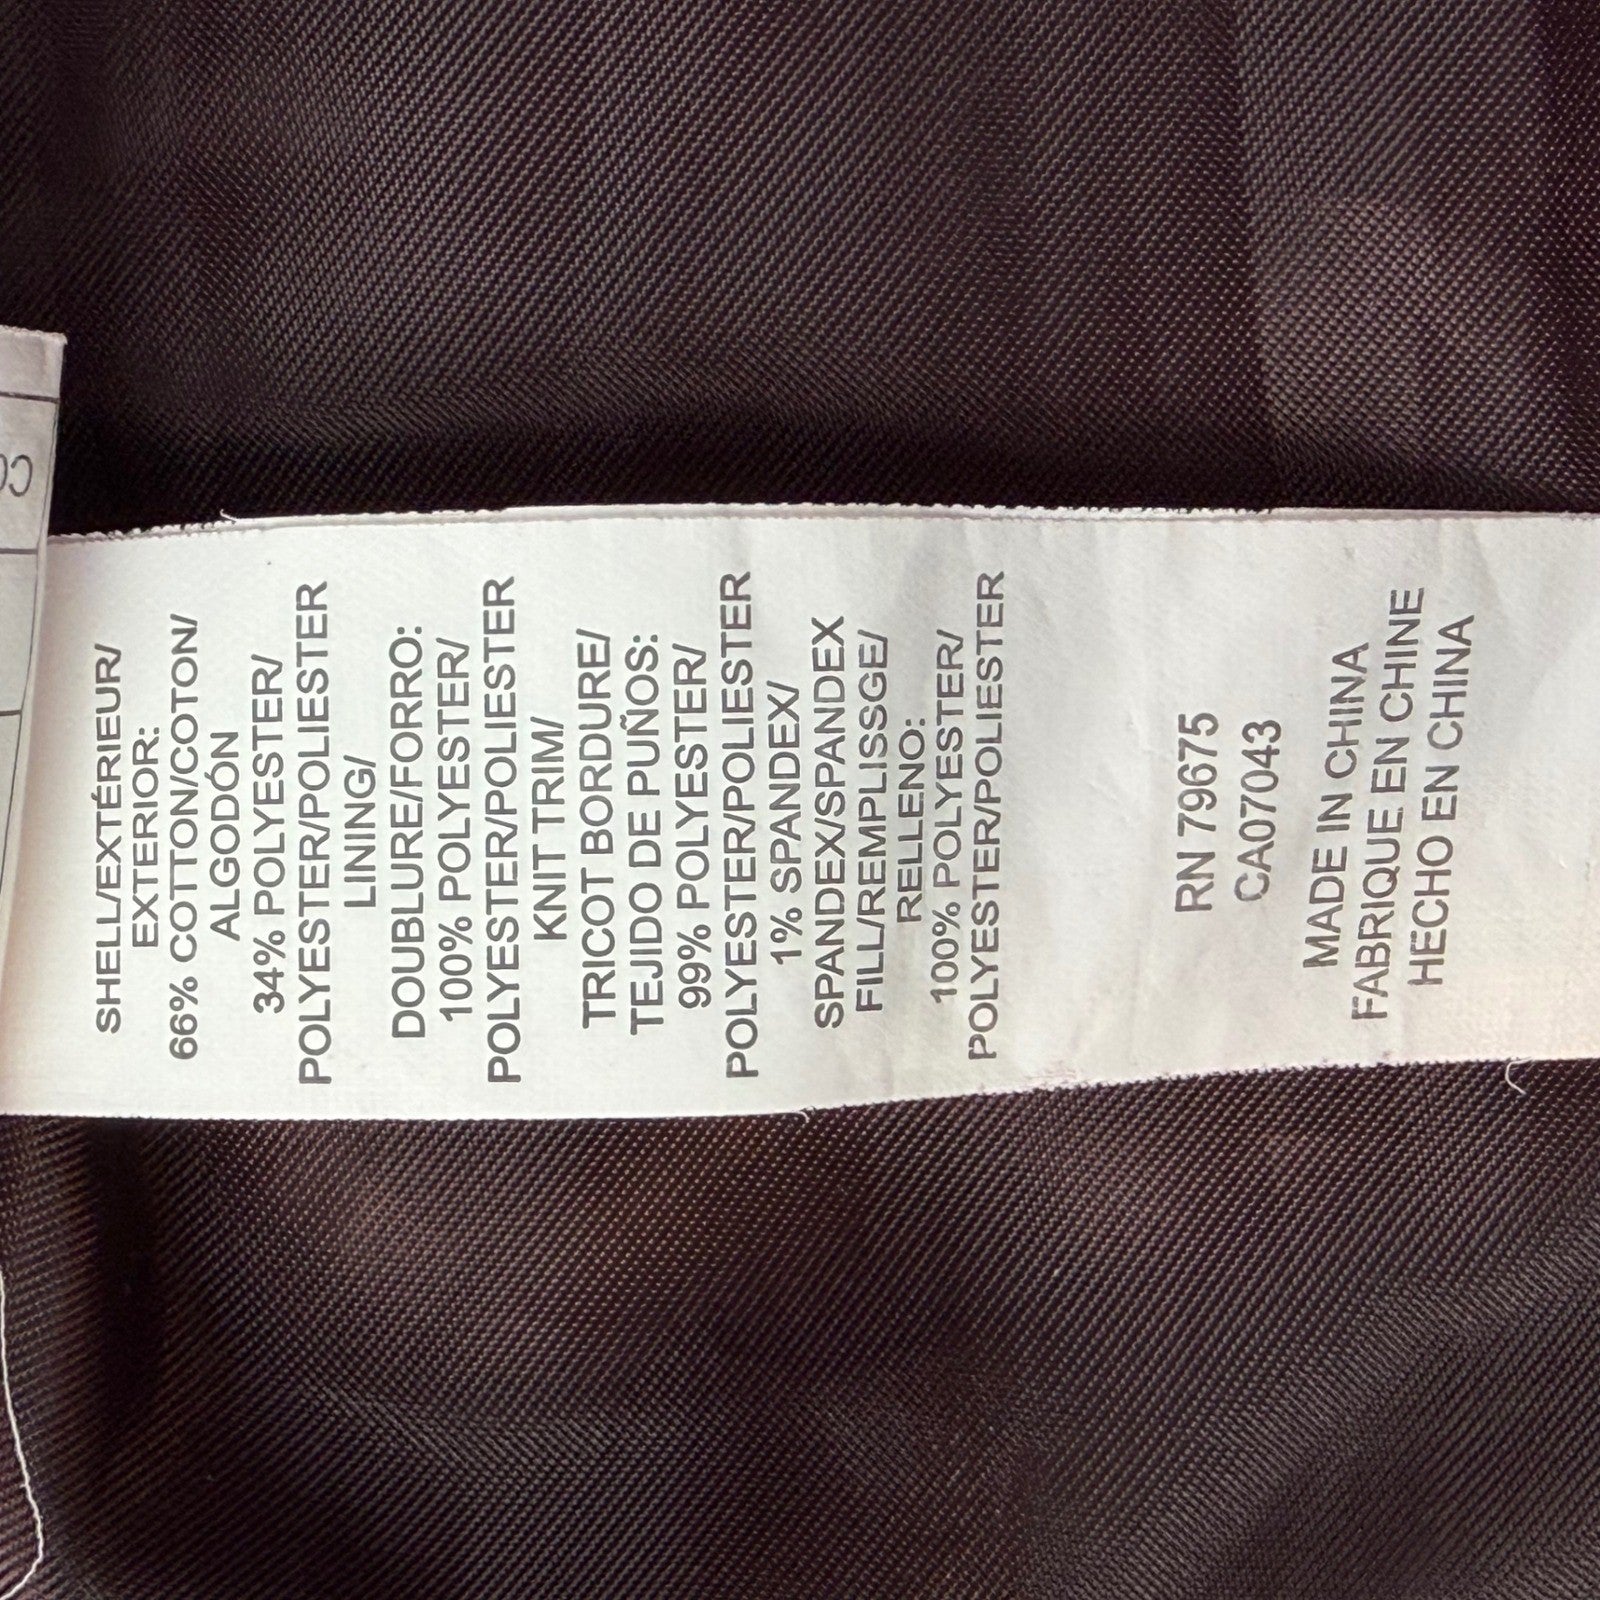 SHELL/EXTÉRIEUR/
EXTERIOR:
66% COTTON/COTON/
ALGODÓN
34% POLYESTER/
POLYESTER/POLIESTER
LINING/
DOUBLURE/FORRO:
100% POLYESTER/
POLYESTER/POLIESTER
KNIT TRIM/
TRICOT BORDURE/
TEJIDO DE PUÑOS:
99% POLYESTER/
POLYESTER/POLIESTER
1% SPANDEX/
SPANDEX/SPANDEX
FILL/REMPLISSGE/
RELLENO:
100% POLYESTER/
POLYESTER/POLIESTER
RN 79675
CA07043
MADE IN CHINA
FABRIQUE EN CHINE
HECHO EN CHINA